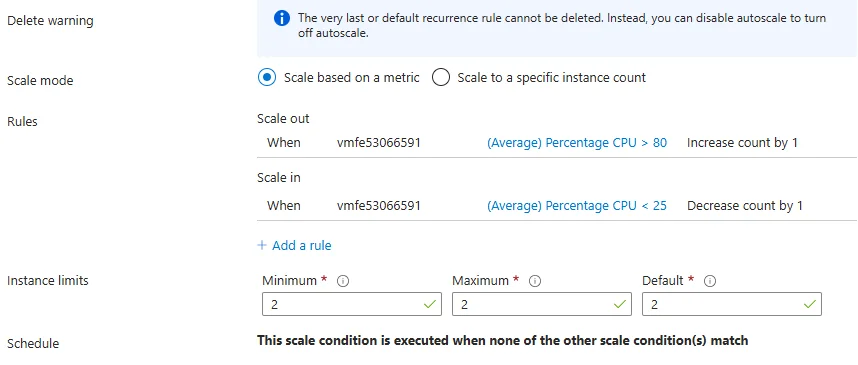 Delete warning
The very last or default recurrence rule cannot be deleted. Instead, you can disable autoscale to turn
off autoscale.
Scale mode
Scale based on a metric Scale to a specific instance count
Rules
Scale out
When vmfe53066591 (Average) Percentage CPU > 80 Increase count by 1
Scale in
When vmfe53066591 (Average) Percentage CPU < 25 Decrease count by 1
+ Add a rule
Instance limits
Minimum * Maximum * Default *
2 2 2
Schedule
This scale condition is executed when none of the other scale condition(s) match